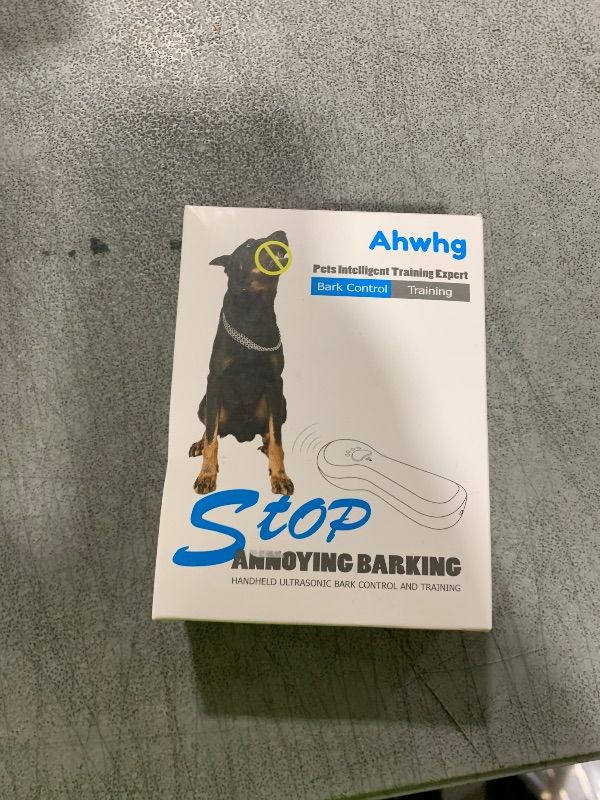 Ahwhg
Pets Intelligent Training Expert
Bark Control Training
STOP
ANNOYING BARKING
HANDHELD ULTRASONIC BARK CONTROL AND TRAINING